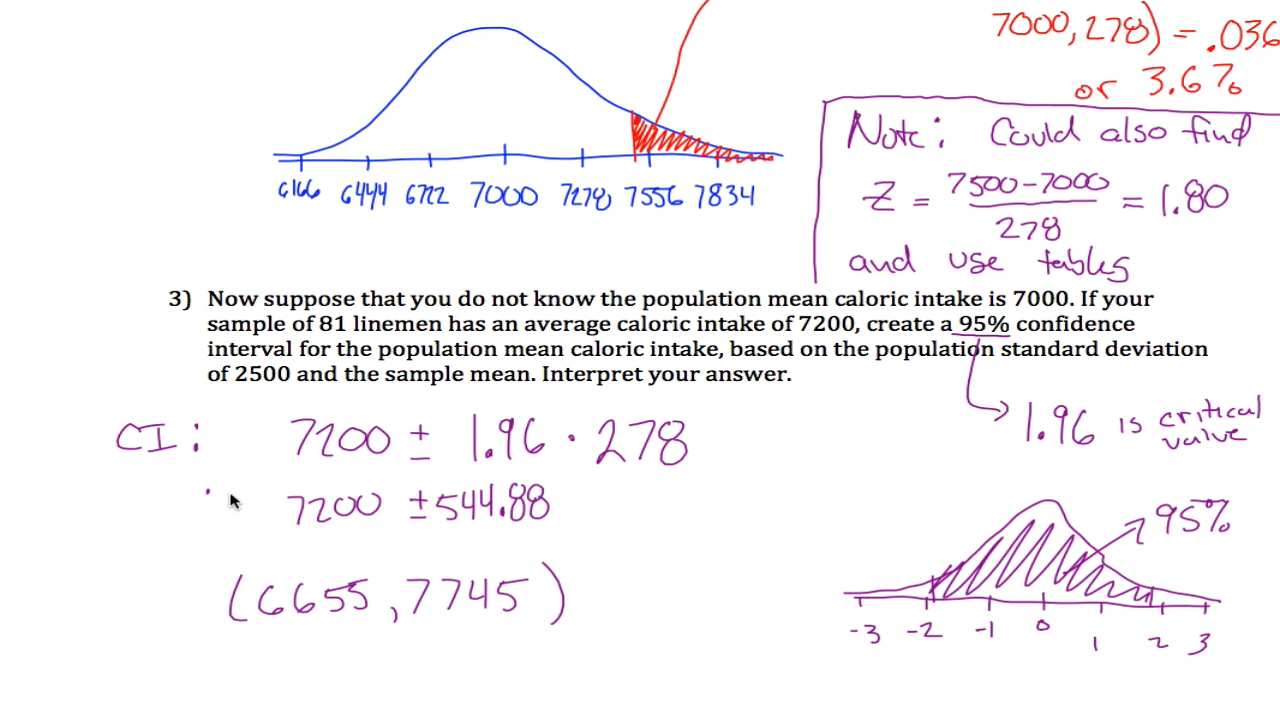 7000, 278) = .036
or 3.6%
6166 6444 6722 7000 7278 7556 7834
Note: Could also find
Z = 7500-7000 / 278 = 1.80
and use tables
3) Now suppose that you do not know the population mean caloric intake is 7000. If your
sample of 81 linemen has an average caloric intake of 7200, create a 95% confidence
interval for the population mean caloric intake, based on the population standard deviation
of 2500 and the sample mean. Interpret your answer.
1.96 is critical value
CI: 7200 ± 1.96 · 278
7200 ± 544.88
(6655, 7745)
95%
-3 -2 -1 0 1 2 3